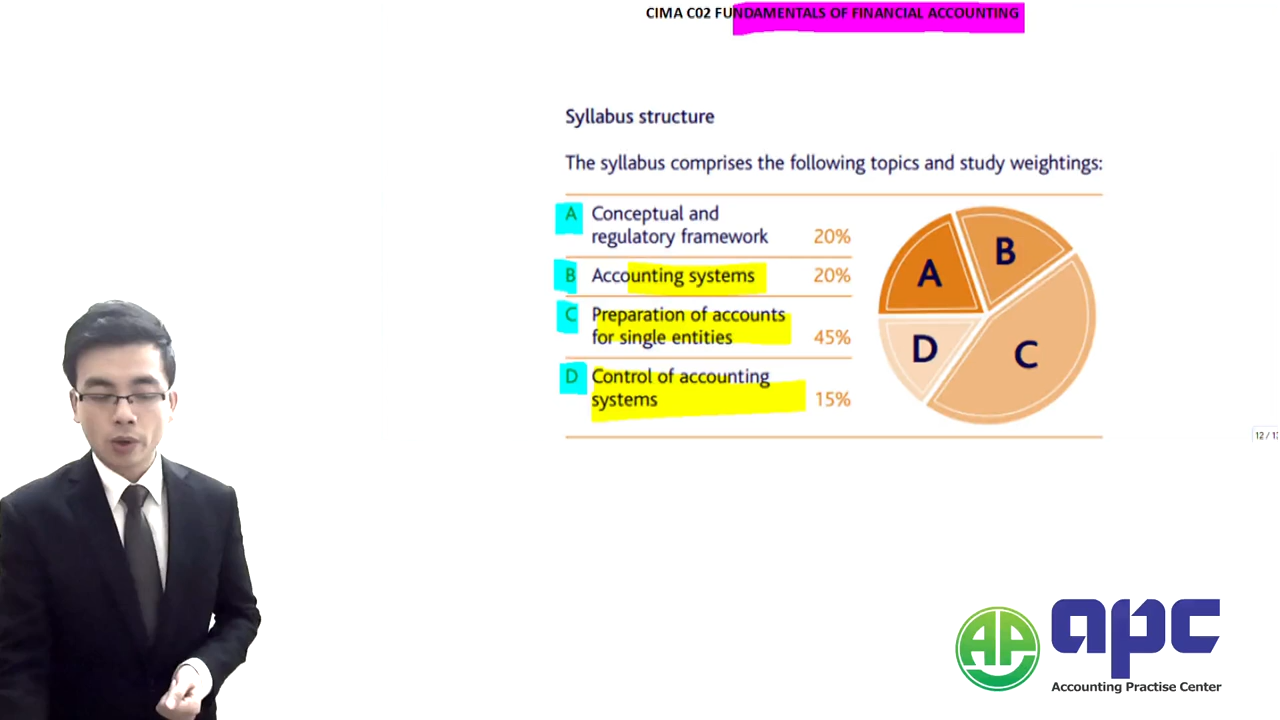 CIMA C02 FUNDAMENTALS OF FINANCIAL ACCOUNTING
Syllabus structure
The syllabus comprises the following topics and study weightings:
A Conceptual and
regulatory framework 20%
B Accounting systems 20%
C Preparation of accounts
for single entities 45%
D Control of accounting
systems 15%
A
B
C
D
12 / 13
AP
apc
Accounting Practise Center